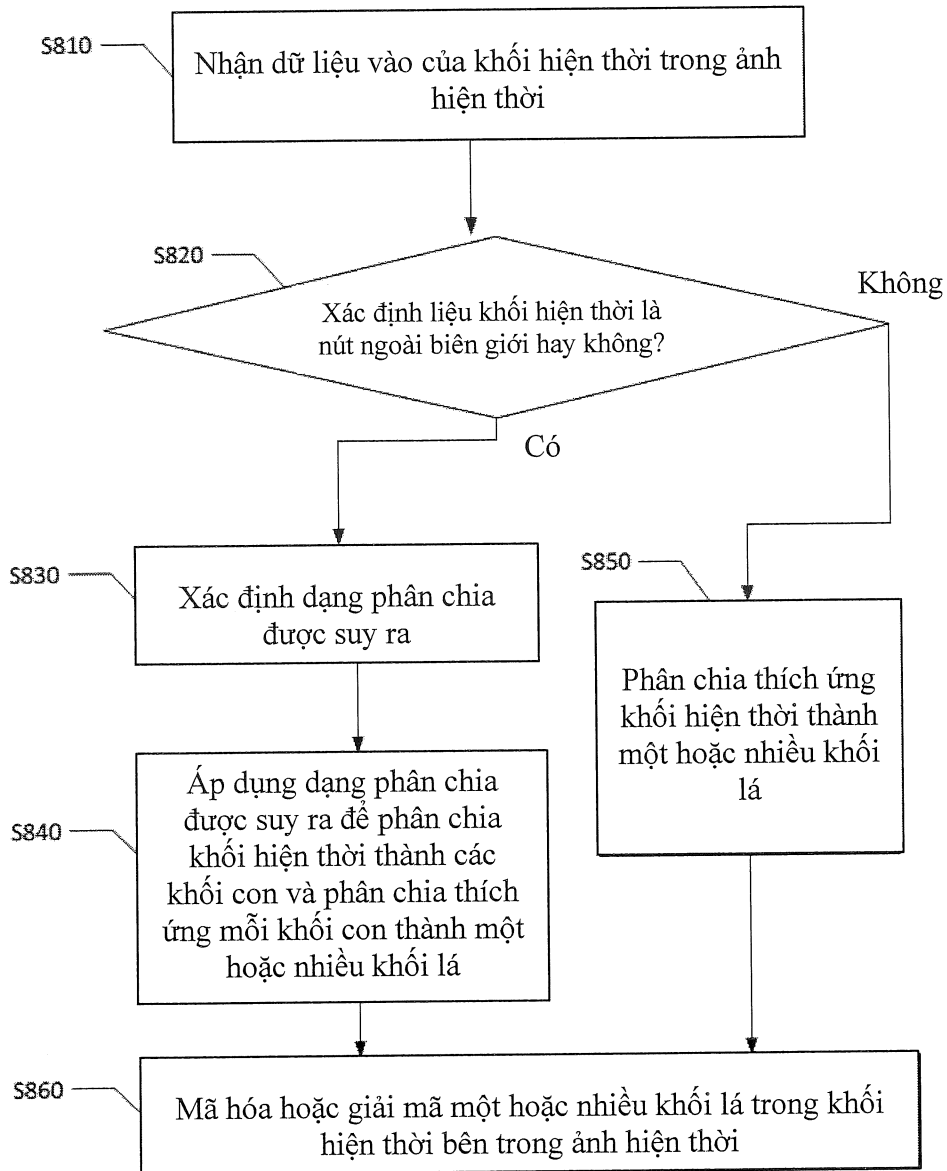 S810
Nhận dữ liệu vào của khối hiện thời trong ảnh
hiện thời
S820
Không
Xác định liệu khối hiện thời là
nút ngoài biên giới hay không?
Có
S830
Xác định dạng phân chia
được suy ra
S850
Phân chia thích ứng
khối hiện thời thành
một hoặc nhiều khối
lá
S840
Áp dụng dạng phân chia
được suy ra để phân chia
khối hiện thời thành các
khối con và phân chia thích
ứng mỗi khối con thành một
hoặc nhiều khối lá
S860
Mã hóa hoặc giải mã một hoặc nhiều khối lá trong khối
hiện thời bên trong ảnh hiện thời